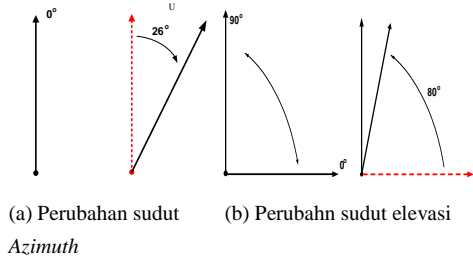 0°
U
26°
90°
0°
80°
(a) Perubahan sudut
Azimuth
(b) Perubahn sudut elevasi